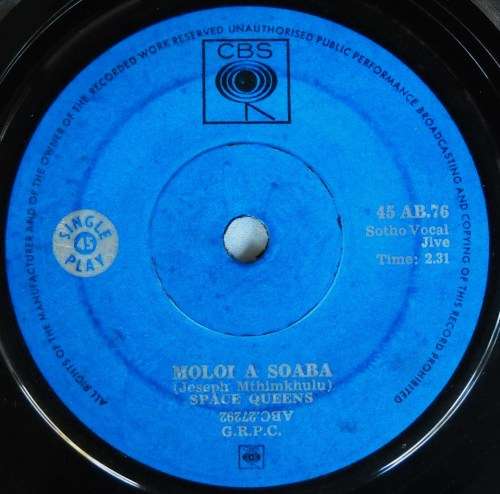 ALL RIGHTS OF THE MANUFACTURER AND OF THE OWNER OF THE RECORDED WORK RESERVED UNAUTHORISED PUBLIC PERFORMANCE BROADCASTING AND COPYING OF THIS RECORD PROHIBITED
CBS
45 AB.76
Sotho Vocal
Jive
Time: 2.31
SINGLE
45
PLAY
MOLOI A SOABA
(Joseph Mthimkhulu)
SPACE QUEENS
ABC.27292
G.R.P.C.
CBS